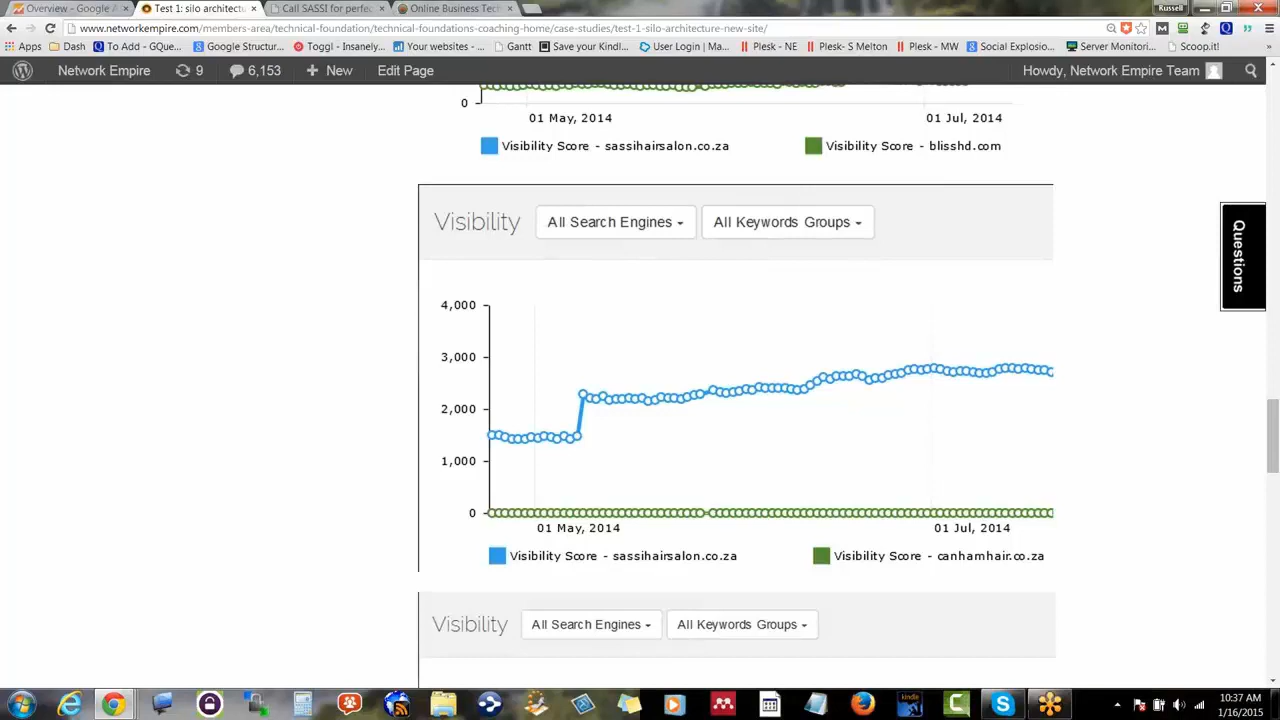 Russell
Overview – Google A
Test 1: silo architectur
Call SASSI for perfec
Online Business Tech
www.networkempire.com/members-area/technical-foundation/technical-foundations-coaching-home/case-studies/test-1-silo-architecture-new-site/
Apps Dash To Add - GQue... Google Structur... Toggl - Insanely... Your websites - ... Gantt Save your Kindl... User Login | Ma... Plesk - NE Plesk- S Melton Plesk - MW Social Explosio... Server Monitori... Scoop.it! »
Network Empire 9 6,153 + New Edit Page Howdy, Network Empire Team
0
01 May, 2014 01 Jul, 2014
Visibility Score - sassihairsalon.co.za Visibility Score - blisshd.com
Questions
Visibility All Search Engines All Keywords Groups
4,000
3,000
2,000
1,000
0
01 May, 2014 01 Jul, 2014
Visibility Score - sassihairsalon.co.za Visibility Score - canhamhair.co.za
Visibility All Search Engines All Keywords Groups
10:37 AM
1/16/2015